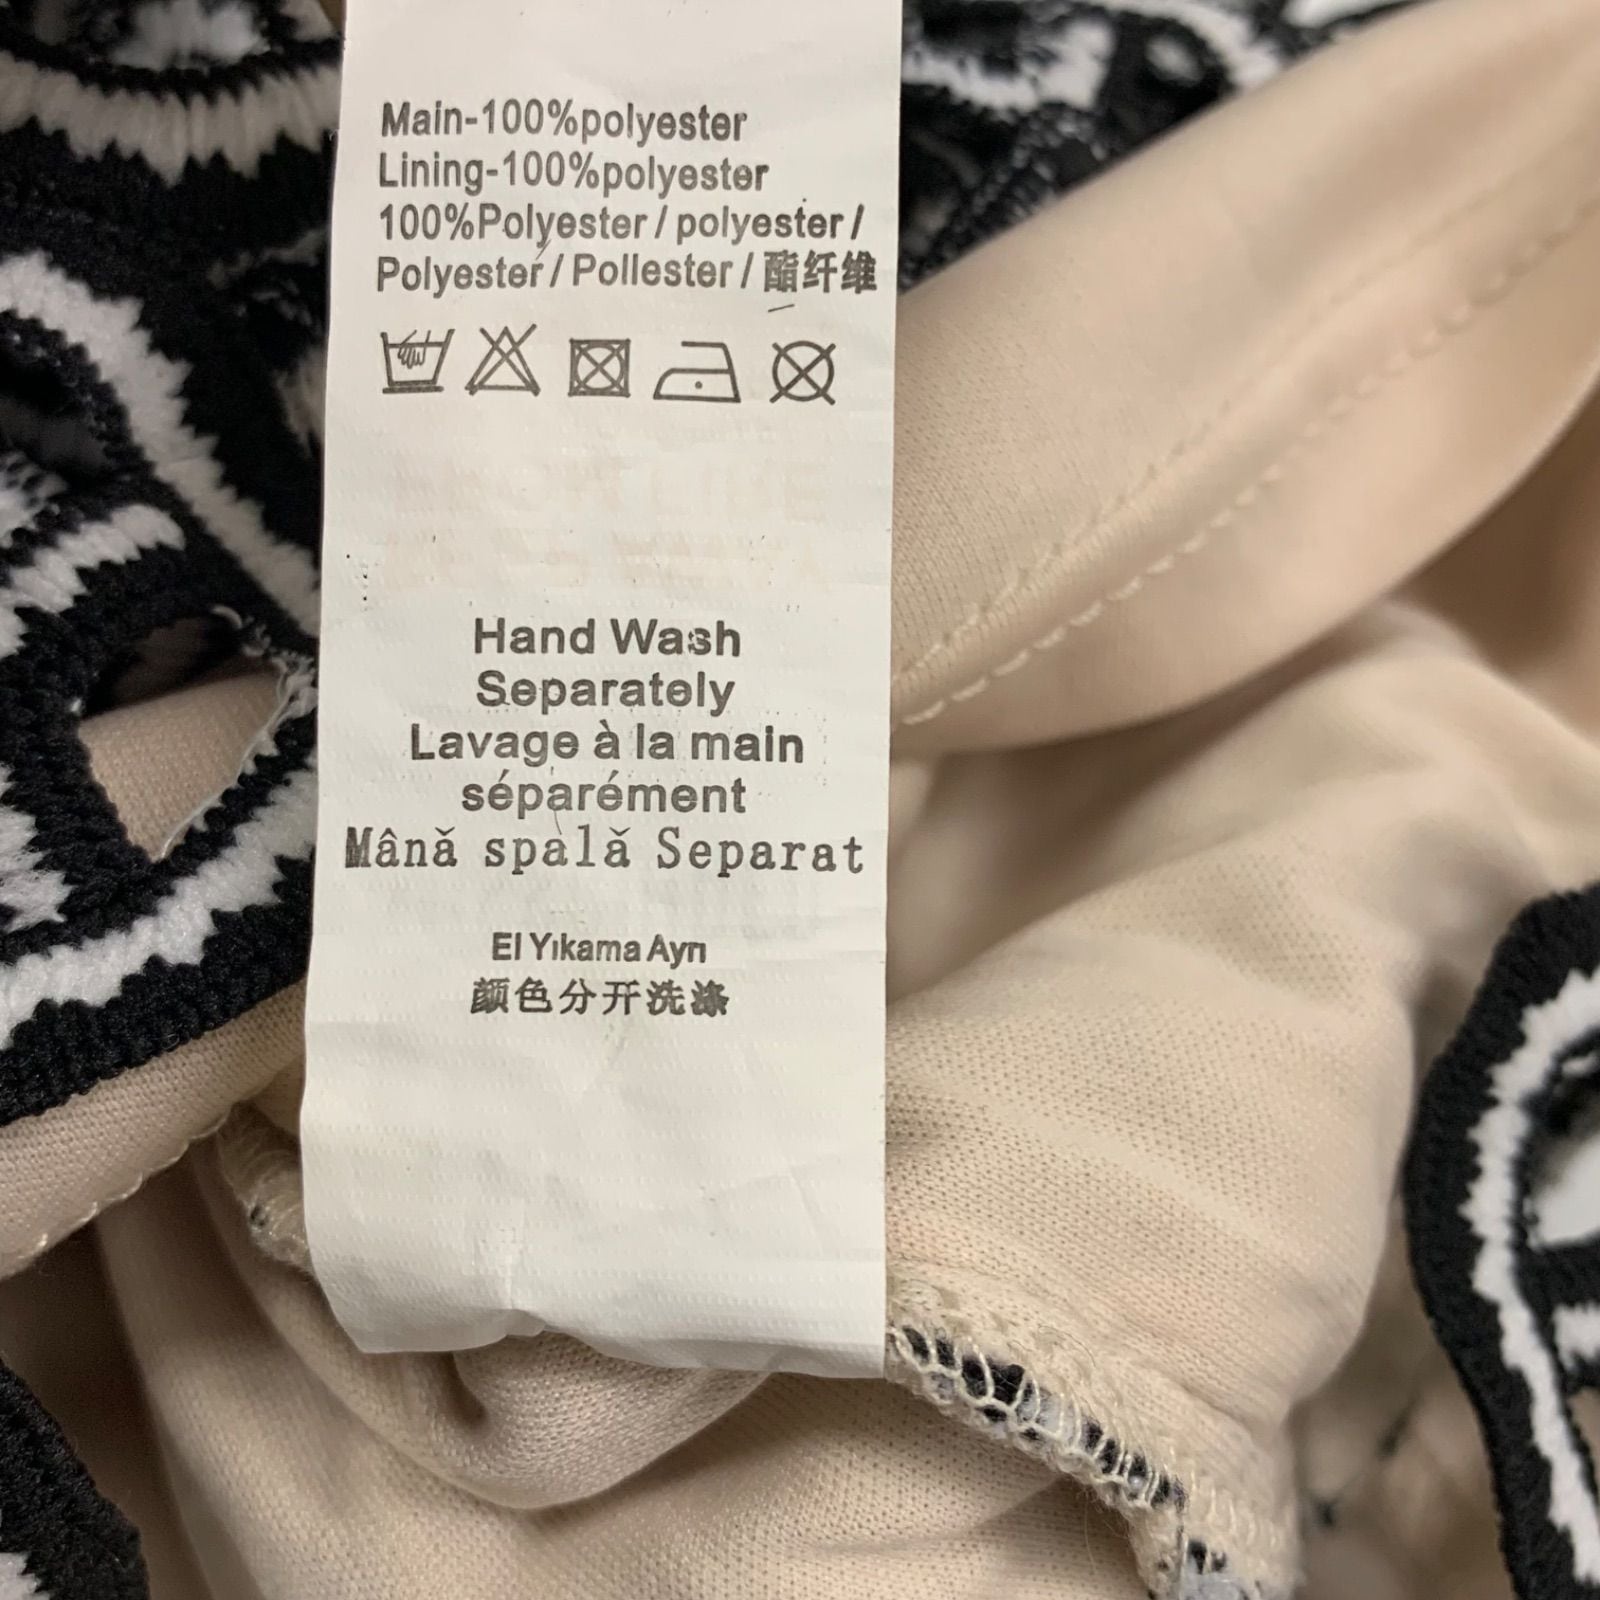 Main-100%polyester
Lining-100%polyester
100%Polyester / polyester /
Polyester / Pollester / 酯纤维
Hand Wash
Separately
Lavage à la main
séparément
Mână spală Separat
El Yıkama Ayrı
颜色分开洗涤